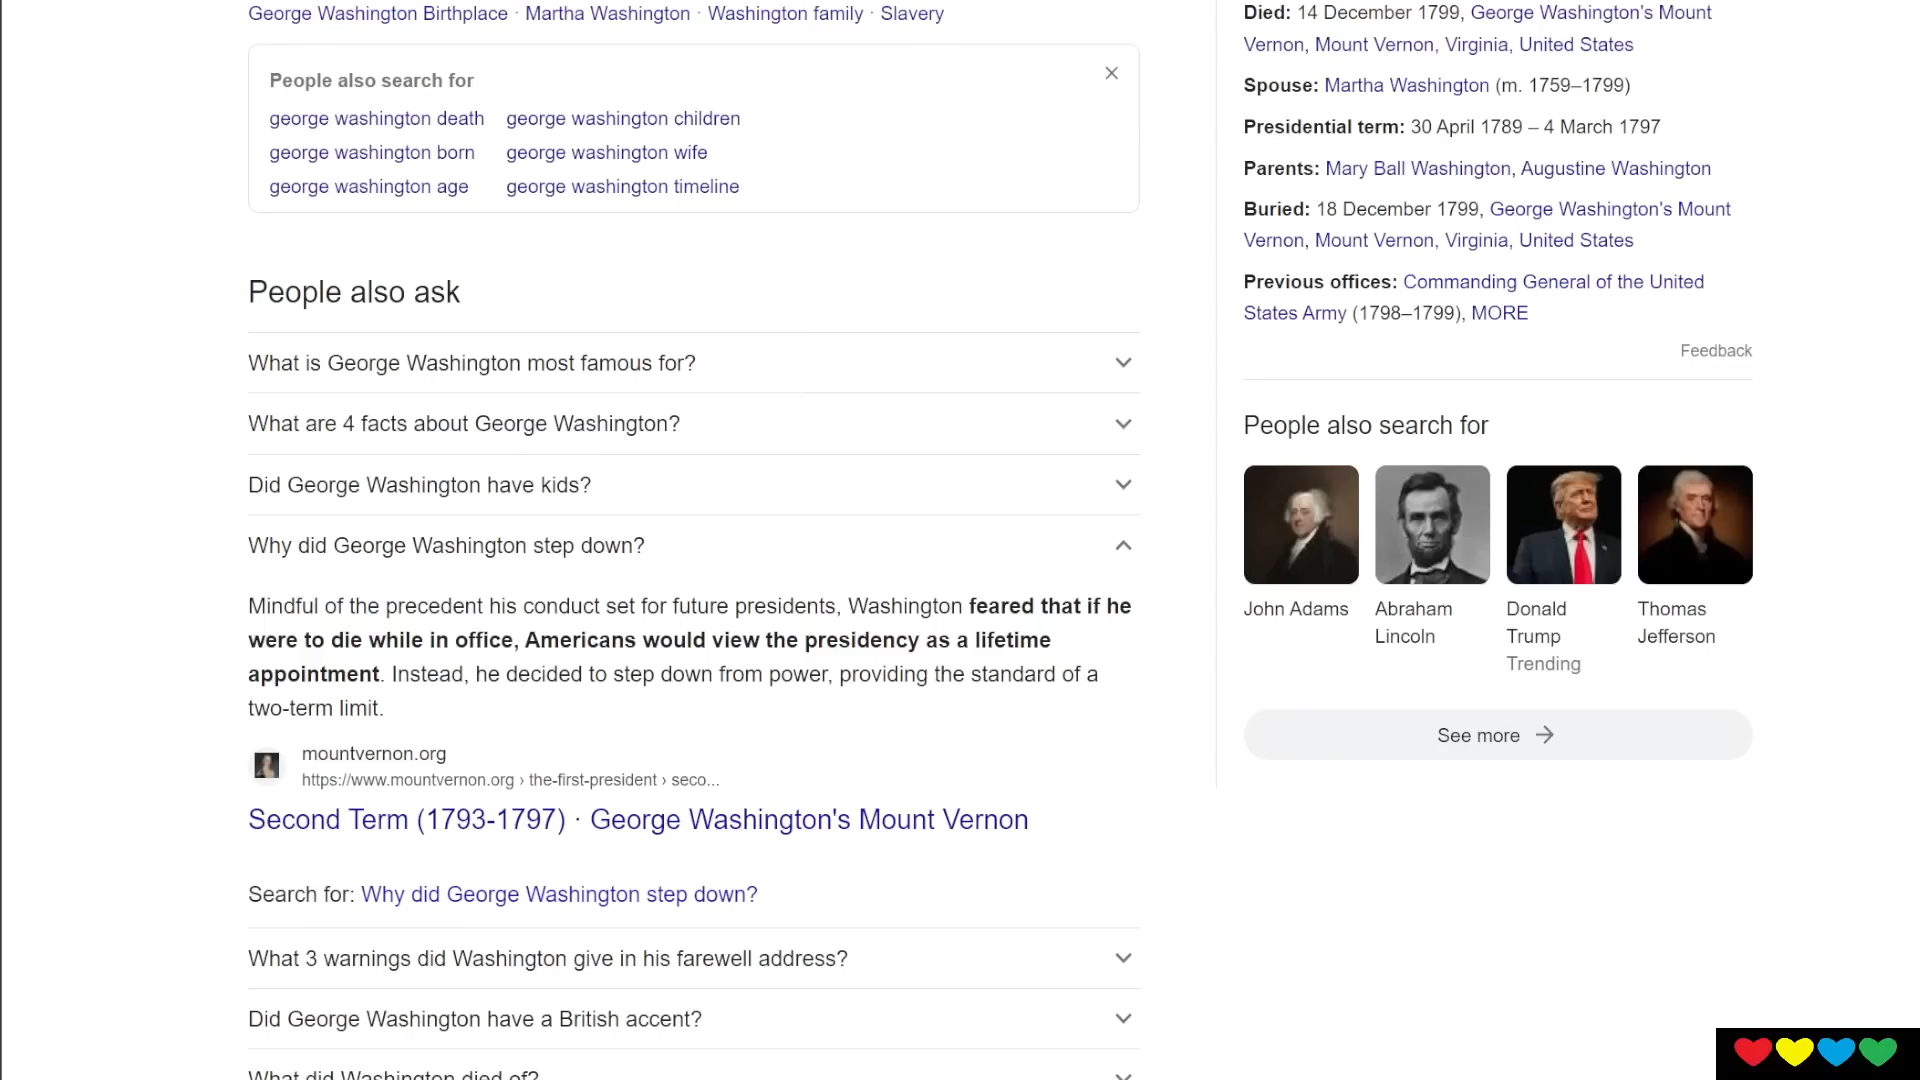 George Washington Birthplace · Martha Washington · Washington family · Slavery
People also search for
george washington death
george washington children
george washington born
george washington wife
george washington age
george washington timeline
People also ask
What is George Washington most famous for?
What are 4 facts about George Washington?
Did George Washington have kids?
Why did George Washington step down?
Mindful of the precedent his conduct set for future presidents, Washington feared that if he
were to die while in office, Americans would view the presidency as a lifetime
appointment. Instead, he decided to step down from power, providing the standard of a
two-term limit.
mountvernon.org
https://www.mountvernon.org › the-first-president › seco...
Second Term (1793-1797) · George Washington's Mount Vernon
Search for: Why did George Washington step down?
What 3 warnings did Washington give in his farewell address?
Did George Washington have a British accent?
What did Washington died of?
Died: 14 December 1799, George Washington's Mount
Vernon, Mount Vernon, Virginia, United States
Spouse: Martha Washington (m. 1759–1799)
Presidential term: 30 April 1789 – 4 March 1797
Parents: Mary Ball Washington, Augustine Washington
Buried: 18 December 1799, George Washington's Mount
Vernon, Mount Vernon, Virginia, United States
Previous offices: Commanding General of the United
States Army (1798–1799), MORE
Feedback
People also search for
John Adams
Abraham
Lincoln
Donald
Trump
Trending
Thomas
Jefferson
See more